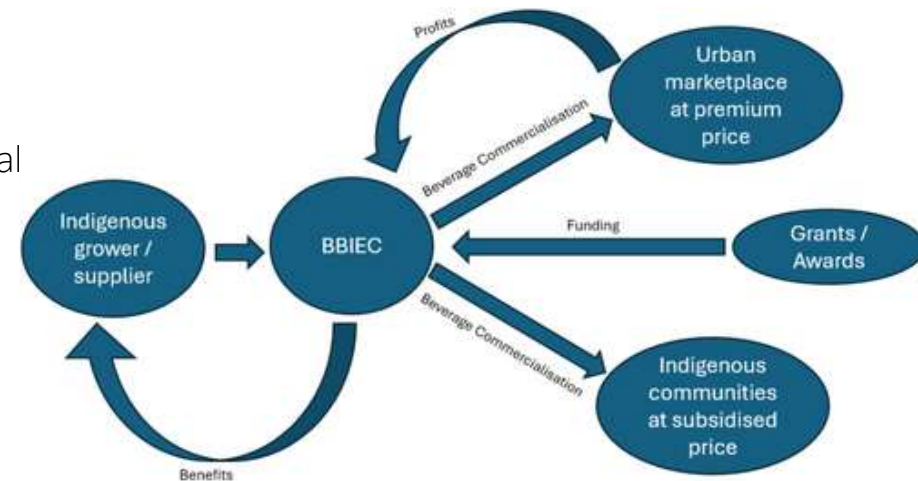 Profits
Urban
marketplace
at premium
price
Beverage Commercialisation
al
Indigenous
grower /
supplier
BBIEC
Funding
Grants /
Awards
Beverage Commercialisation
Indigenous
communities
at subsidised
price
Benefits